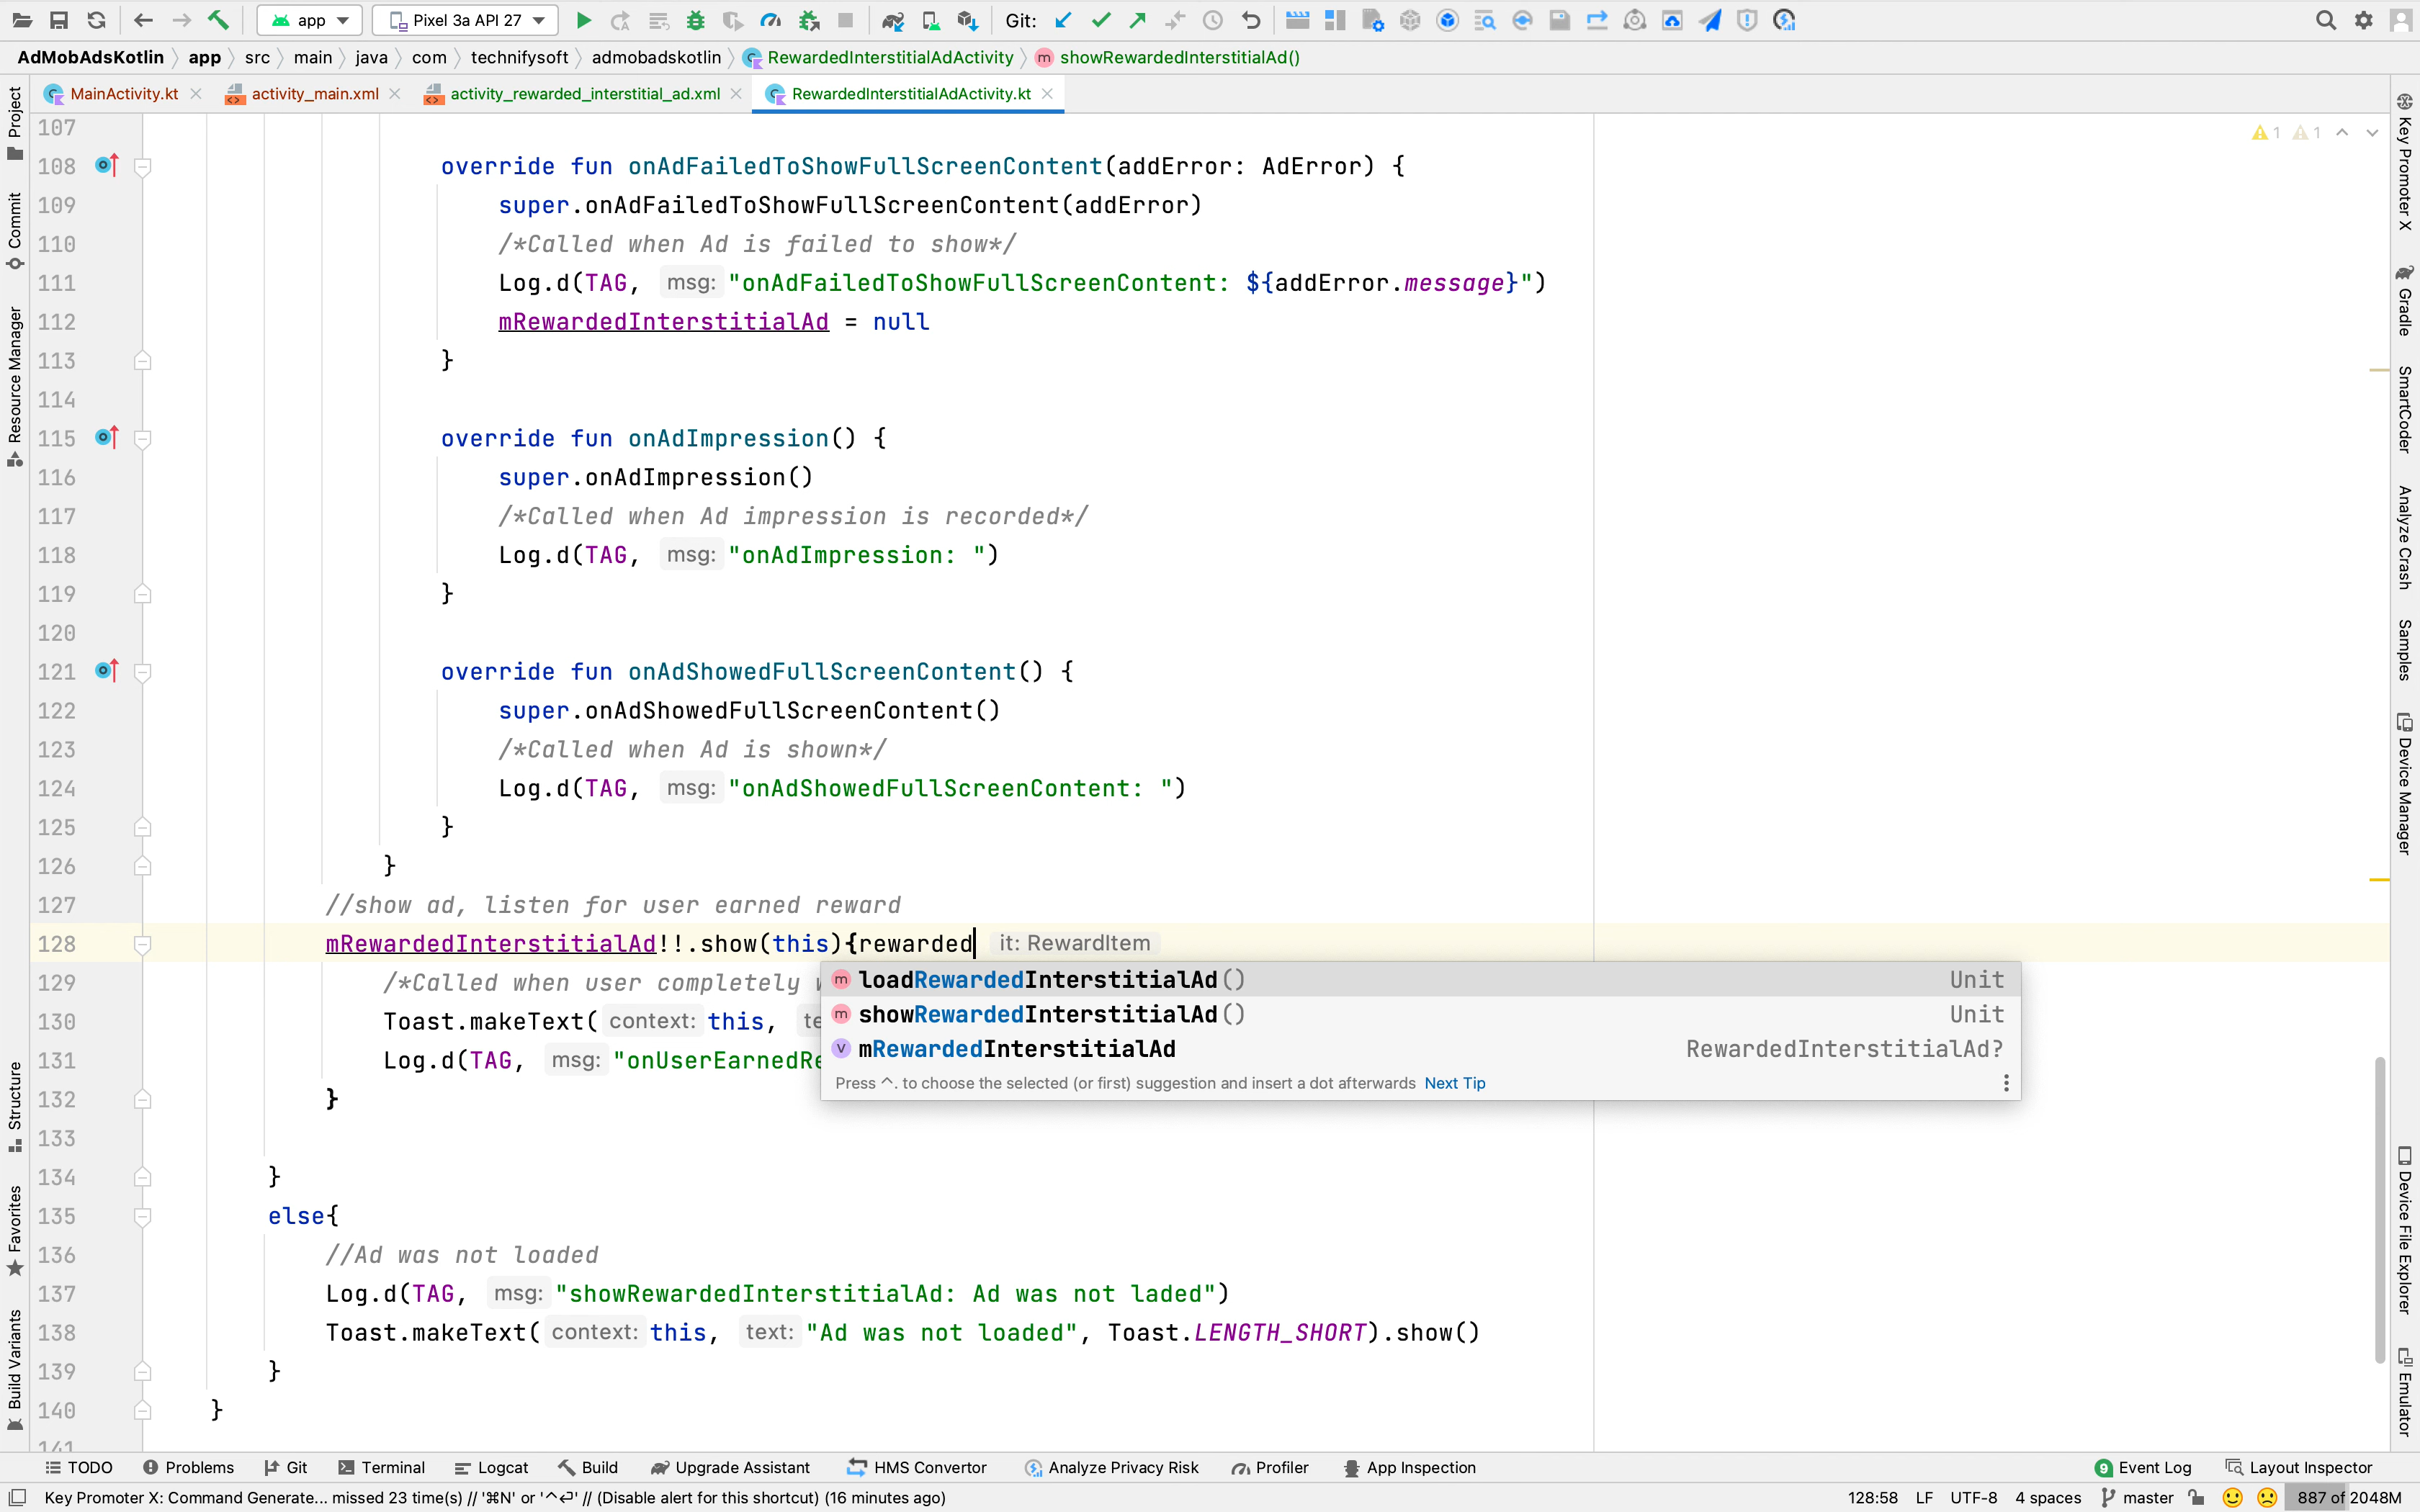 app Pixel 3a API 27 Git:
AdMobAdsKotlin app src main java com technifysoft admobadskotlin RewardedInterstitialAdActivity m showRewardedInterstitialAd()
MainActivity.kt activity_main.xml activity_rewarded_interstitial_ad.xml RewardedInterstitialAdActivity.kt
1 1
107
108 override fun onAdFailedToShowFullScreenContent(addError: AdError) {
109 super.onAdFailedToShowFullScreenContent(addError)
110 /*Called when Ad is failed to show*/
111 Log.d(TAG, msg: "onAdFailedToShowFullScreenContent: ${addError.message}")
112 mRewardedInterstitialAd = null
113 }
114
115 override fun onAdImpression() {
116 super.onAdImpression()
117 /*Called when Ad impression is recorded*/
118 Log.d(TAG, msg: "onAdImpression: ")
119 }
120
121 override fun onAdShowedFullScreenContent() {
122 super.onAdShowedFullScreenContent()
123 /*Called when Ad is shown*/
124 Log.d(TAG, msg: "onAdShowedFullScreenContent: ")
125 }
126 }
127 //show ad, listen for user earned reward
128 mRewardedInterstitialAd!!.show(this){rewarded it: RewardItem
129 /*Called when user completely
130 Toast.makeText( context: this,
131 Log.d(TAG, msg: "onUserEarnedRe
132 }
133
134 }
135 else{
136 //Ad was not loaded
137 Log.d(TAG, msg: "showRewardedInterstitialAd: Ad was not laded")
138 Toast.makeText( context: this, text: "Ad was not loaded", Toast.LENGTH_SHORT).show()
139 }
140 }
141
m loadRewardedInterstitialAd() Unit
m showRewardedInterstitialAd() Unit
v mRewardedInterstitialAd RewardedInterstitialAd?
Press ^. to choose the selected (or first) suggestion and insert a dot afterwards Next Tip
Project
Commit
Resource Manager
Structure
Favorites
Build Variants
Key Promoter X
Gradle
SmartCoder
Analyze Crash
Samples
Device Manager
Device File Explorer
Emulator
TODO Problems Git Terminal Logcat Build Upgrade Assistant HMS Convertor Analyze Privacy Risk Profiler App Inspection 9 Event Log Layout Inspector
Key Promoter X: Command Generate... missed 23 time(s) // '⌘N' or '^⏎' // (Disable alert for this shortcut) (16 minutes ago) 128:58 LF UTF-8 4 spaces master 887 of 2048M